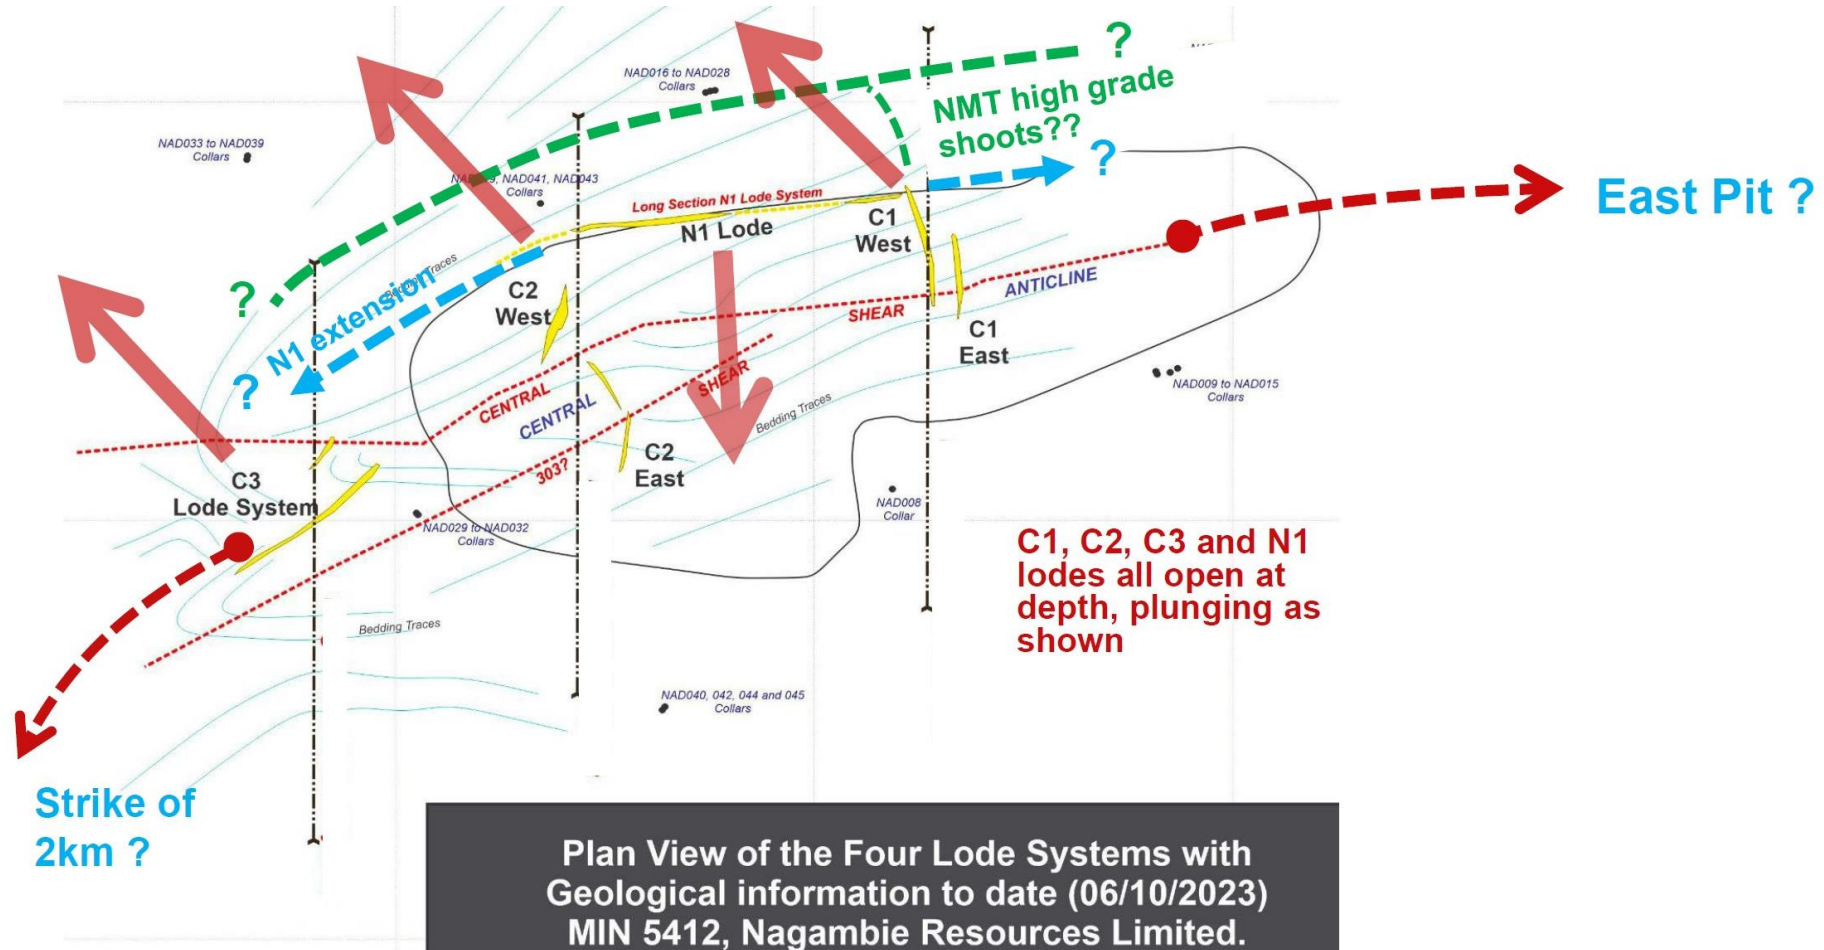 ?
NMT high grade
shoots??
?
East Pit ?
NAD016 to NAD028
Collars
NAD033 to NAD039
Collars
NAD041, NAD043
Collars
Long Section N1 Lode System
N1 Lode
C1
West
ANTICLINE
SHEAR
C1
East
?
Bedding Traces
N1 extension
?
C2
West
CENTRAL
CENTRAL
SHEAR
303?
Bedding Traces
C2
East
NAD009 to NAD015
Collars
C3
Lode System
NAD029 to NAD032
Collars
NAD008
Collar
C1, C2, C3 and N1
lodes all open at
depth, plunging as
shown
Bedding Traces
NAD040, 042, 044 and 045
Collars
Strike of
2km ?
Plan View of the Four Lode Systems with
Geological information to date (06/10/2023)
MIN 5412, Nagambie Resources Limited.